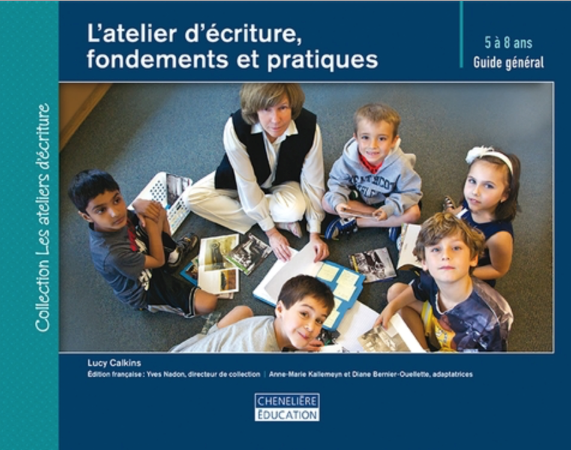 L'atelier d'écriture,
fondements et pratiques
5 à 8 ans
Guide général
Collection Les ateliers d'écriture
Lucy Calkins
Édition française : Yves Nadon, directeur de collection | Anne-Marie Kallemeyn et Diane Bernier-Ouellette, adaptatrices
CHENELIÈRE
ÉDUCATION